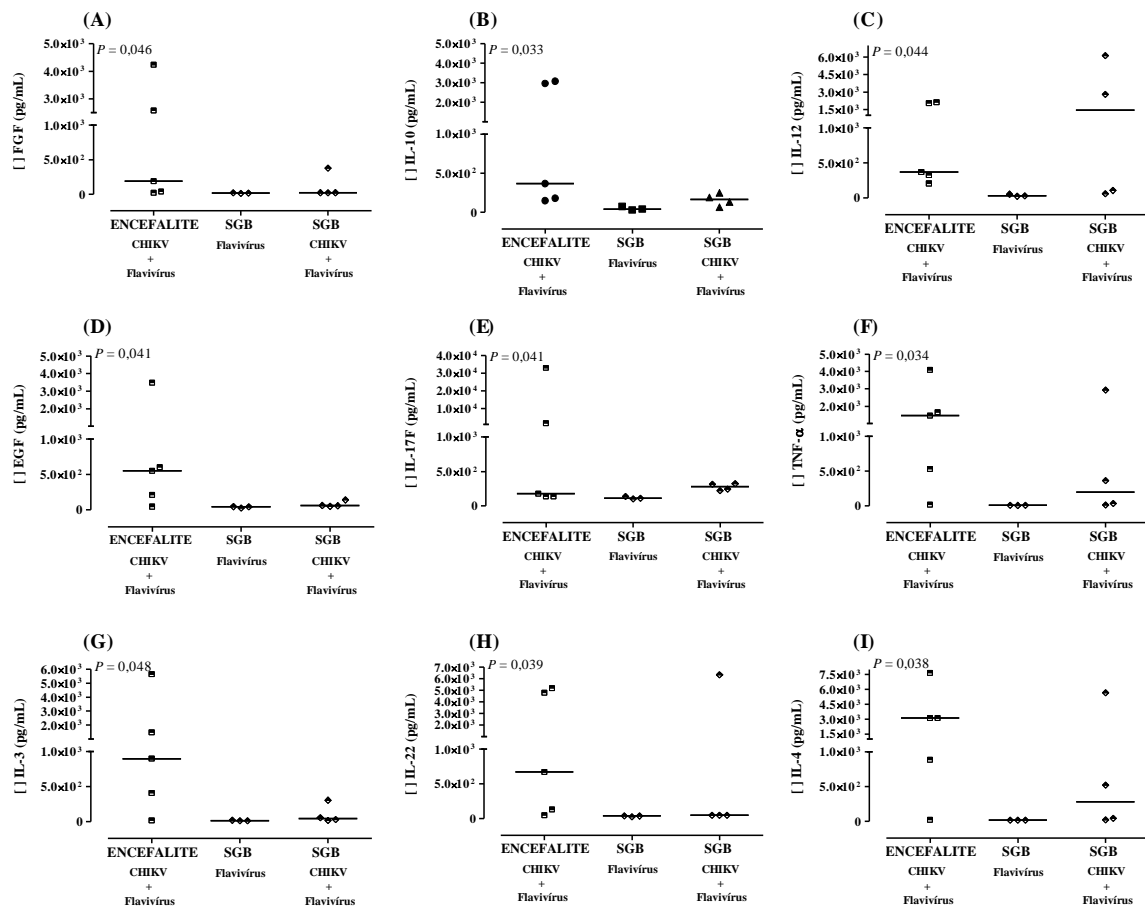 (A)
P = 0,046
[ ] FGF (pg/mL)
5.0×10³
4.0×10³
3.0×10³
2.0×10³
1.0×10³
5.0×10²
0
ENCEFALITE
CHIKV
+
Flavivírus
SGB
Flavivírus
SGB
CHIKV
+
Flavivírus
(B)
P = 0,033
[ ] IL-10 (pg/mL)
5.0×10³
4.0×10³
3.0×10³
2.0×10³
1.0×10³
5.0×10²
0
ENCEFALITE
CHIKV
+
Flavivírus
SGB
Flavivírus
SGB
CHIKV
+
Flavivírus
(C)
P = 0,044
[ ] IL-12 (pg/mL)
6.0×10³
4.5×10³
3.0×10³
1.5×10³
1.0×10³
5.0×10²
0
ENCEFALITE
CHIKV
+
Flavivírus
SGB
Flavivírus
SGB
CHIKV
+
Flavivírus
(D)
P = 0,041
[ ] EGF (pg/mL)
5.0×10³
4.0×10³
3.0×10³
2.0×10³
1.0×10³
5.0×10²
0
ENCEFALITE
CHIKV
+
Flavivírus
SGB
Flavivírus
SGB
CHIKV
+
Flavivírus
(E)
P = 0,041
[ ] IL-17F (pg/mL)
4.0×10⁴
3.0×10⁴
2.0×10⁴
1.0×10⁴
1.0×10³
5.0×10²
0
ENCEFALITE
CHIKV
+
Flavivírus
SGB
Flavivírus
SGB
CHIKV
+
Flavivírus
(F)
P = 0,034
[ ] TNF-α (pg/mL)
5.0×10³
4.0×10³
3.0×10³
2.0×10³
1.0×10³
5.0×10²
0
ENCEFALITE
CHIKV
+
Flavivírus
SGB
Flavivírus
SGB
CHIKV
+
Flavivírus
(G)
P = 0,048
[ ] IL-3 (pg/mL)
6.0×10³
5.0×10³
4.0×10³
3.0×10³
2.0×10³
1.0×10³
5.0×10²
0
ENCEFALITE
CHIKV
+
Flavivírus
SGB
Flavivírus
SGB
CHIKV
+
Flavivírus
(H)
P = 0,039
[ ] IL-22 (pg/mL)
7.0×10³
6.0×10³
5.0×10³
4.0×10³
3.0×10³
2.0×10³
1.0×10³
5.0×10²
0
ENCEFALITE
CHIKV
+
Flavivírus
SGB
Flavivírus
SGB
CHIKV
+
Flavivírus
(I)
P = 0,038
[ ] IL-4 (pg/mL)
7.5×10³
6.0×10³
4.5×10³
3.0×10³
1.5×10³
1.0×10³
5.0×10²
0
ENCEFALITE
CHIKV
+
Flavivírus
SGB
Flavivírus
SGB
CHIKV
+
Flavivírus